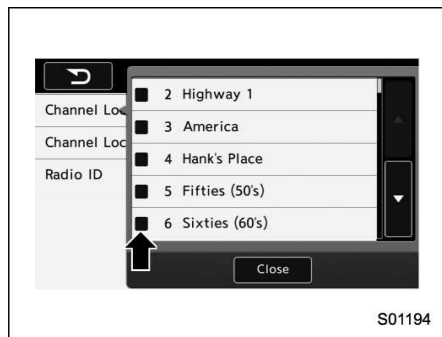 Channel Loc
2 Highway 1
3 America
Channel Loc
4 Hank's Place
Radio ID
5 Fifties (50's)
6 Sixties (60's)
Close
S01194